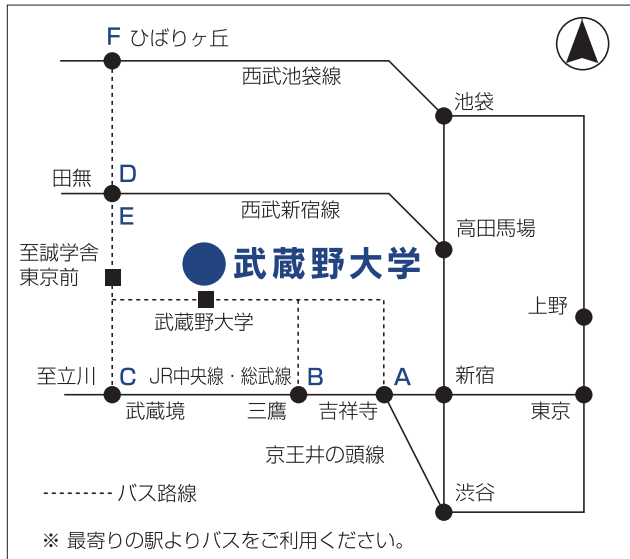 F ひばりヶ丘
西武池袋線
池袋
田無
D
E
西武新宿線
高田馬場
至誠学舎
東京前
武蔵野大学
武蔵野大学
上野
至立川
C
JR中央線・総武線
B
A
新宿
武蔵境
三鷹
吉祥寺
東京
京王井の頭線
バス路線
渋谷
※ 最寄りの駅よりバスをご利用ください。